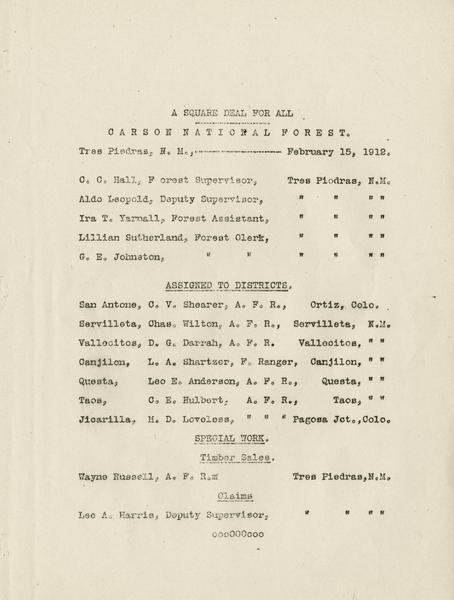 A SQUARE DEAL FOR ALL
CARSON NATIONAL FOREST.
Tres Piedras, N. M.,--------------- February 15, 1912.
C. C. Hall, Forest Supervisor, Tres Piodras, N.M.
Aldo Leopold, Deputy Supervisor, " " " "
Ira T. Yarnall, Forest Assistant, " " " "
Lillian Sutherland, Forest Clerk, " " " "
G. E. Johnston, " " " " " "
ASSIGNED TO DISTRICTS.
San Antone, C. V. Shearer, A. F. R., Ortiz, Colo.
Servilleta, Chas. Wilton, A. F. R., Servilleta, N.M.
Vallecitos, D. G. Darrah, A. F. R. Vallecitos, " "
Canjilon, L. A. Shartzer, F. Ranger, Canjilon, " "
Questa, Leo E. Anderson, A. F. R., Questa, " "
Taos, C. E. Hulbert, A. F. R., Taos, " "
Jicarilla, H. D. Loveless, " " " Pagosa Jct., Colo.
SPECIAL WORK.
Timber Sales.
Wayne Russell, A. F. R.m Tres Piedras, N.M.
Claims
Leo A. Harris, Deputy Supervisor, " " " "
oooOOOooo